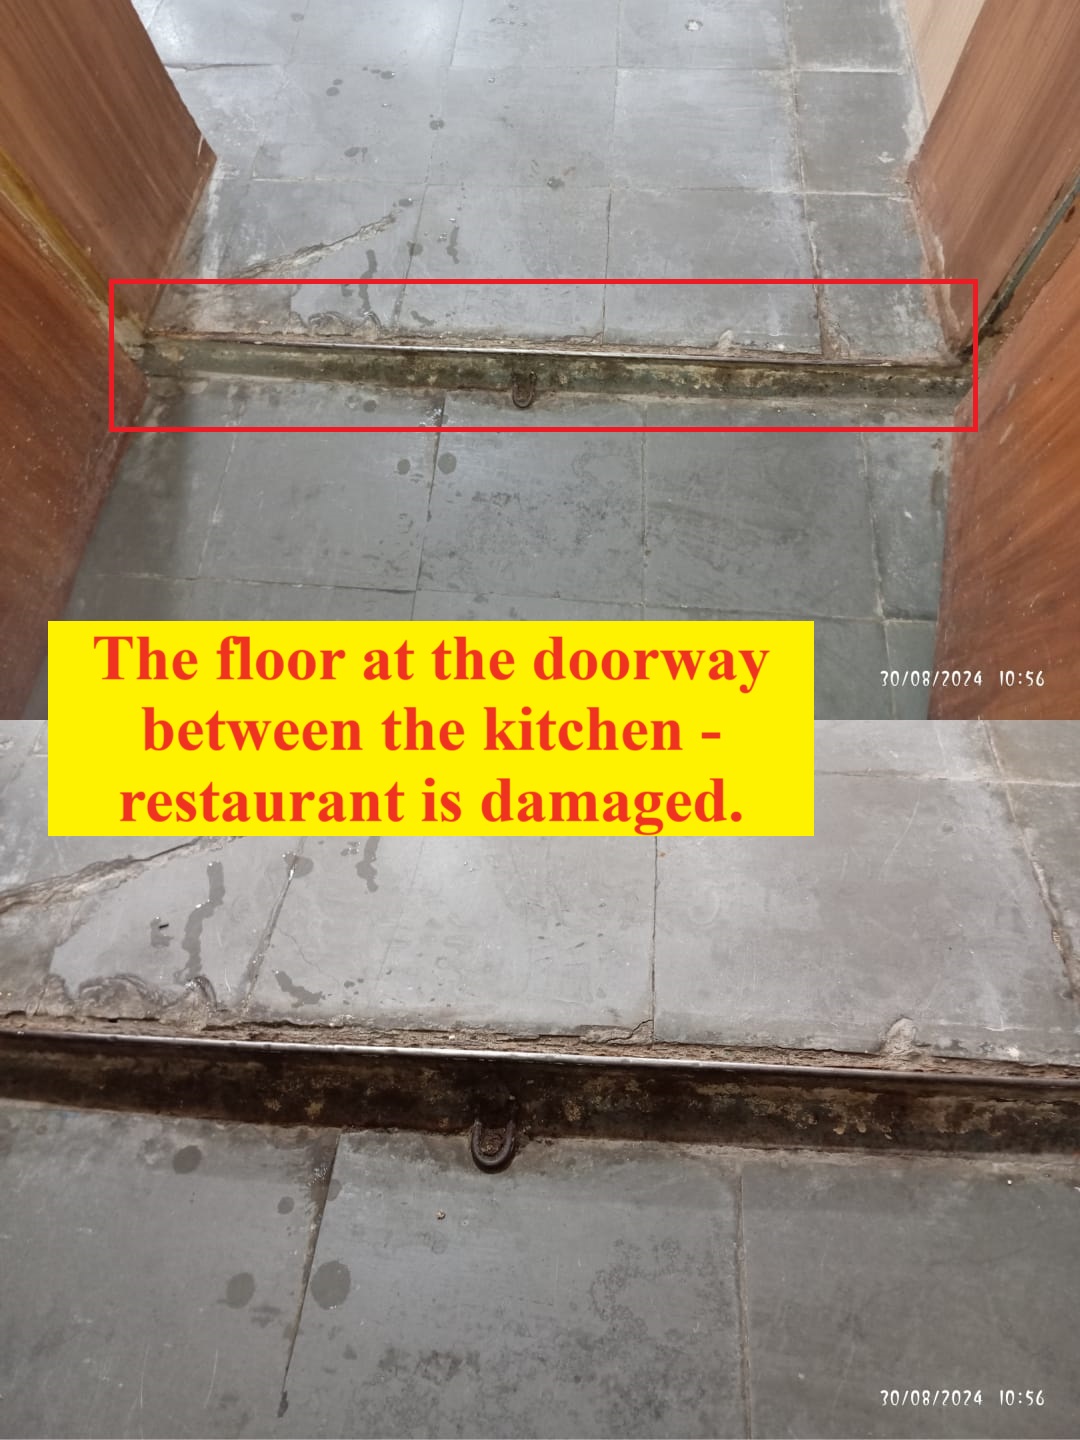 30/08/2024 10:56
The floor at the doorway
between the kitchen -
restaurant is damaged.
30/08/2024 10:56